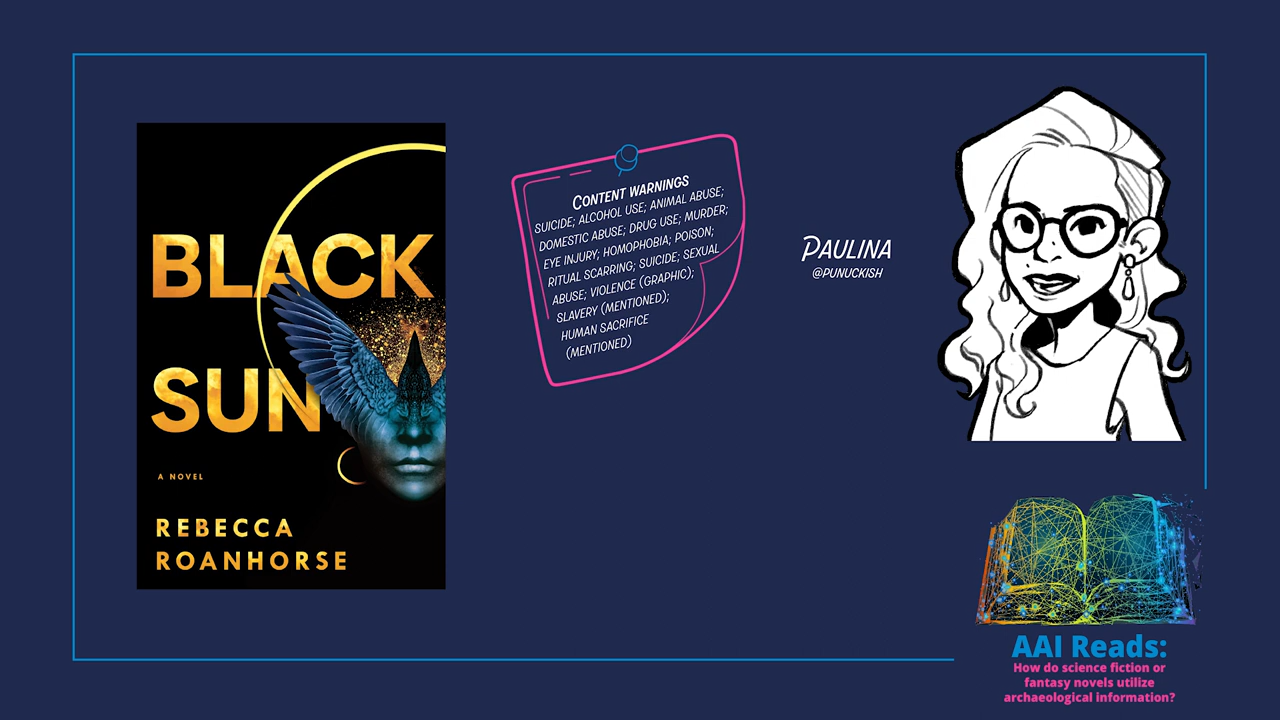 BLACK
SUN
A NOVEL
REBECCA
ROANHORSE
CONTENT WARNINGS
SUICIDE; ALCOHOL USE; ANIMAL ABUSE;
DOMESTIC ABUSE; DRUG USE; MURDER;
EYE INJURY; HOMOPHOBIA; POISON;
RITUAL SCARRING; SUICIDE; SEXUAL
ABUSE; VIOLENCE (GRAPHIC);
SLAVERY (MENTIONED);
HUMAN SACRIFICE
(MENTIONED)
PAULINA
@PUNUCKISH
AAI Reads:
How do science fiction or
fantasy novels utilize
archaeological information?